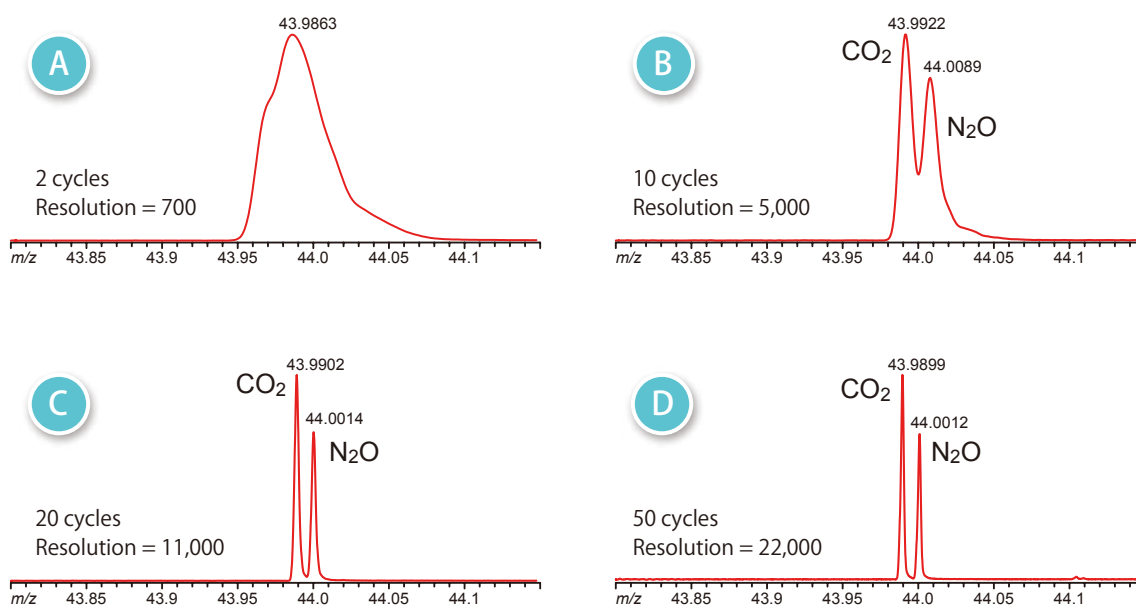 A
43.9863
2 cycles
Resolution = 700
m/z 43.85 43.9 43.95 44.0 44.05 44.1
B
43.9922
CO₂
44.0089
N₂O
10 cycles
Resolution = 5,000
m/z 43.85 43.9 43.95 44.0 44.05 44.1
C
43.9902
CO₂
44.0014
N₂O
20 cycles
Resolution = 11,000
m/z 43.85 43.9 43.95 44.0 44.05 44.1
D
43.9899
CO₂
44.0012
N₂O
50 cycles
Resolution = 22,000
m/z 43.85 43.9 43.95 44.0 44.05 44.1